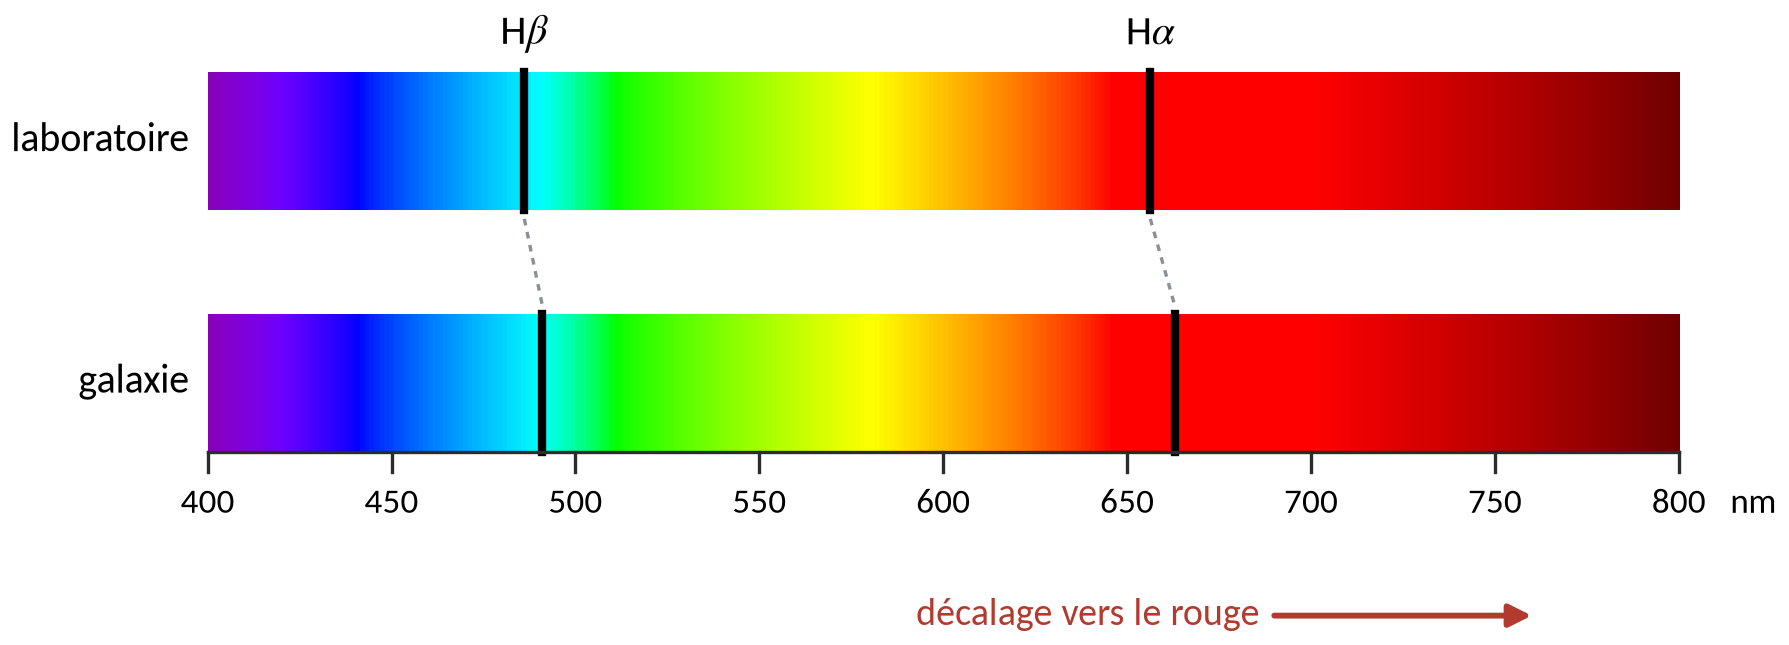 Hβ Hα
laboratoire
galaxie
400 450 500 550 600 650 700 750 800 nm
décalage vers le rouge